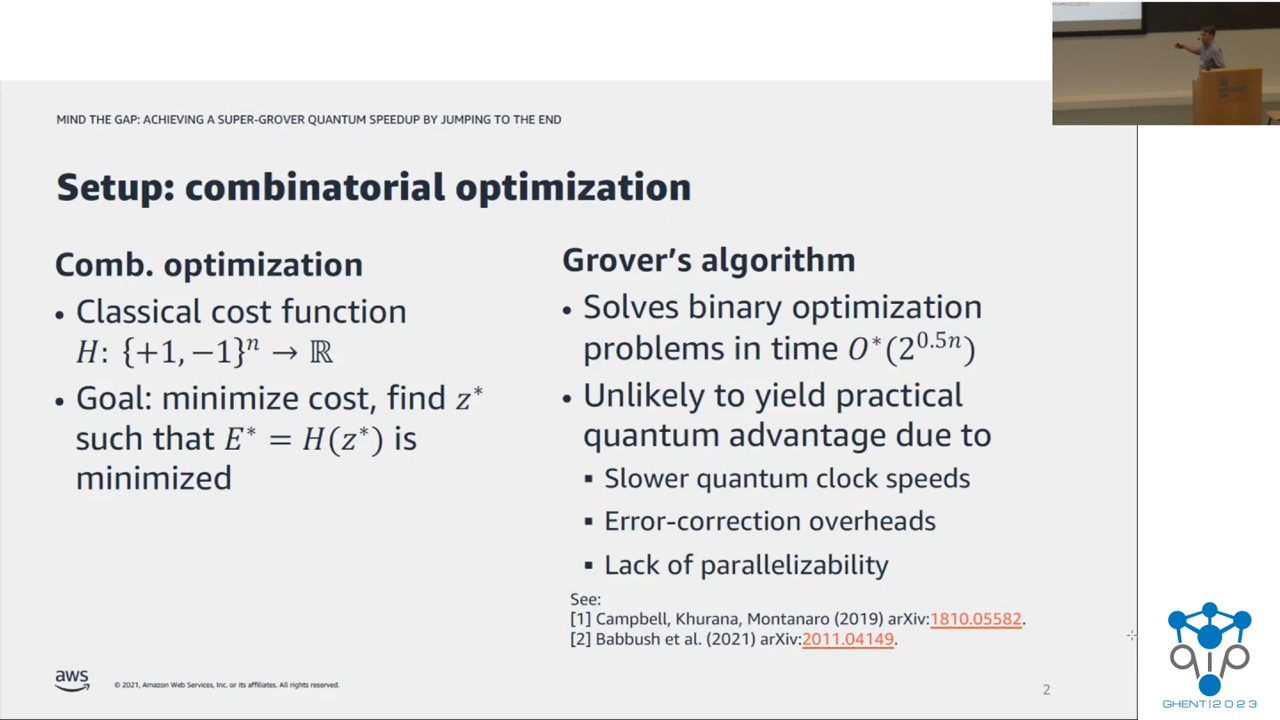 MIND THE GAP: ACHIEVING A SUPER-GROVER QUANTUM SPEEDUP BY JUMPING TO THE END
Setup: combinatorial optimization
Comb. optimization
• Classical cost function
H: {+1, −1}ⁿ → ℝ
• Goal: minimize cost, find z*
such that E* = H(z*) is
minimized
Grover's algorithm
• Solves binary optimization
problems in time O*(2^{0.5n})
• Unlikely to yield practical
quantum advantage due to
▪ Slower quantum clock speeds
▪ Error-correction overheads
▪ Lack of parallelizability
See:
[1] Campbell, Khurana, Montanaro (2019) arXiv:1810.05582.
[2] Babbush et al. (2021) arXiv:2011.04149.
aws
© 2021, Amazon Web Services, Inc. or its affiliates. All rights reserved.
2
qip
GHENT|2023